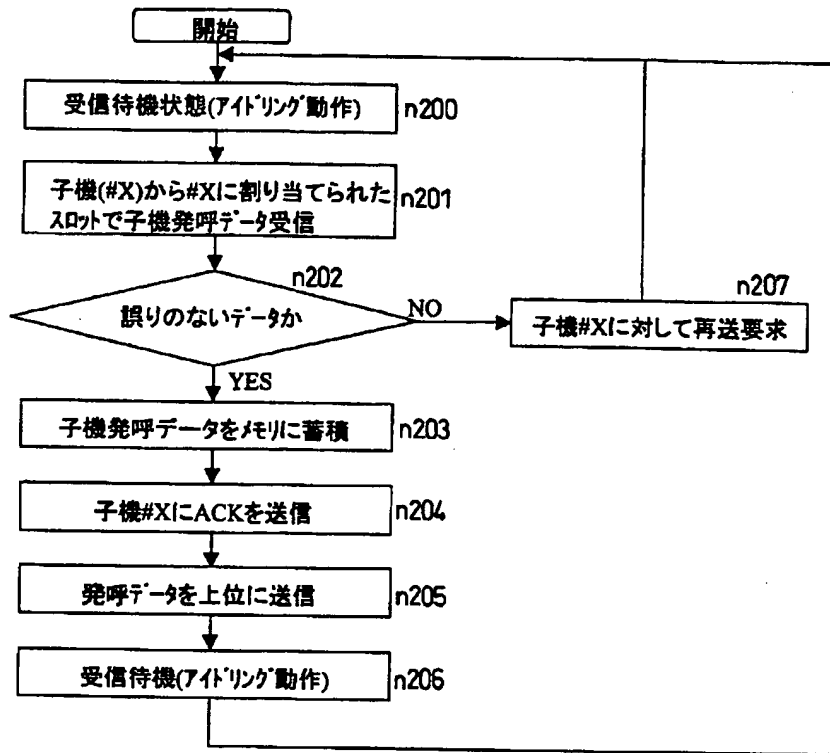 開始
受信待機状態(アイドリング動作)
n200
子機(#X)から#Xに割り当てられた
スロットで子機発呼データ受信
n201
n202
誤りのないデータか
NO
YES
n207
子機#Xに対して再送要求
子機発呼データをメモリに蓄積
n203
子機#XにACKを送信
n204
発呼データを上位に送信
n205
受信待機(アイドリング動作)
n206